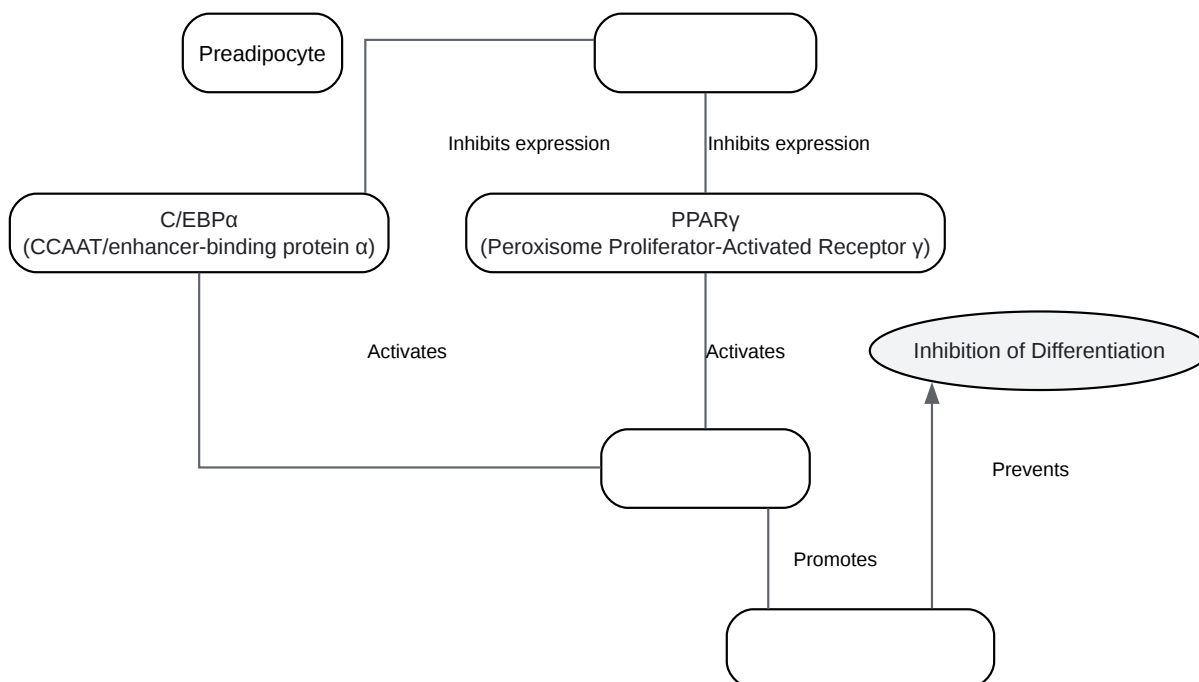 Preadipocyte
Inhibits expression
Inhibits expression
C/EBPα
(CCAAT/enhancer-binding protein α)
PPARγ
(Peroxisome Proliferator-Activated Receptor γ)
Activates
Activates
Inhibition of Differentiation
Prevents
Promotes